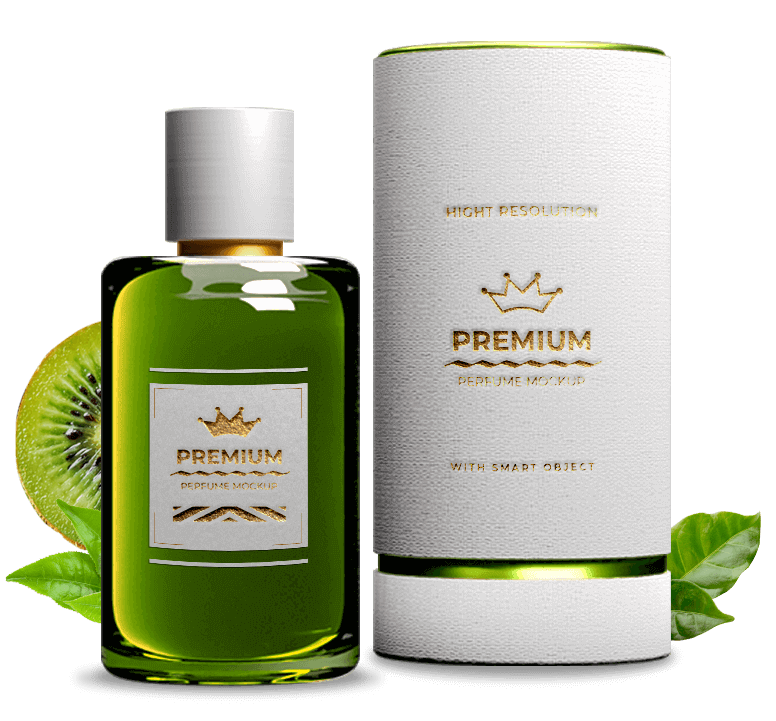 PREMIUM
PERFUME MOCKUP
HIGHT RESOLUTION
PREMIUM
PERFUME MOCKUP
WITH SMART OBJECT